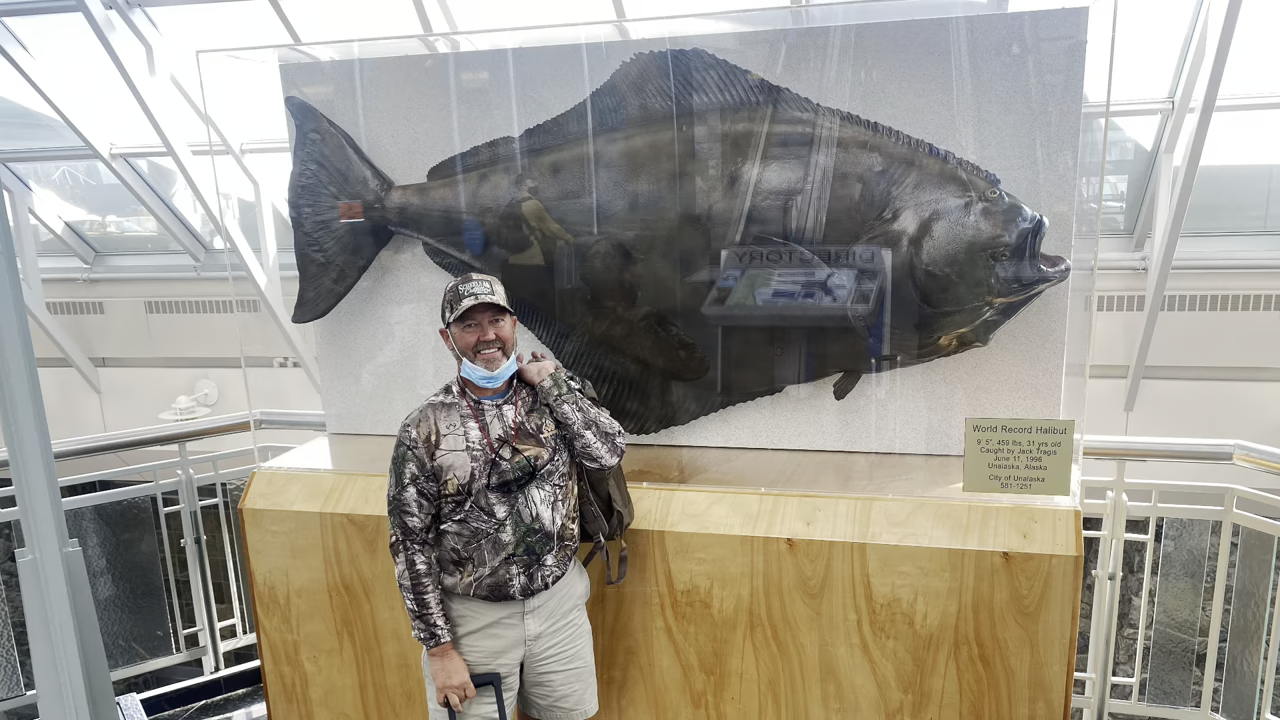 DIRECTORY
World Record Halibut
9' 5", 459 lbs, 31 yrs old
Caught by Jack Tragis
June 11, 1996
Unalaska, Alaska
City of Unalaska
581-1251